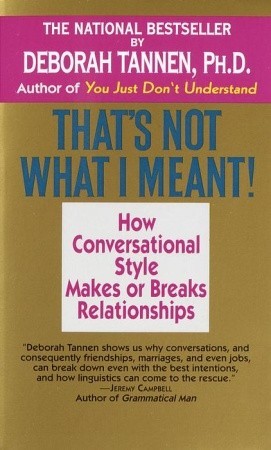 THE NATIONAL BESTSELLER
BY
DEBORAH TANNEN, PH.D.
Author of You Just Don't Understand
THAT'S NOT
WHAT I MEANT!
How
Conversational
Style
Makes or Breaks
Relationships
"Deborah Tannen shows us why conversations, and
consequently friendships, marriages, and even jobs,
can break down even with the best intentions,
and how linguistics can come to the rescue."
—JEREMY CAMPBELL
Author of Grammatical Man